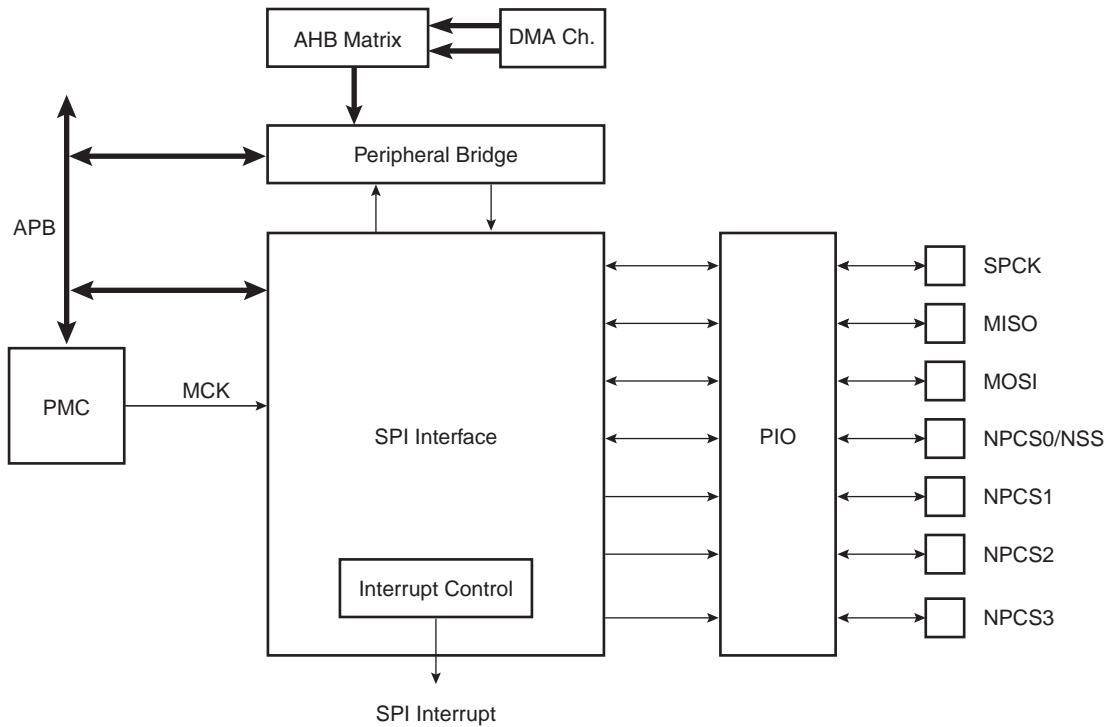 AHB Matrix
DMA Ch.
Peripheral Bridge
APB
SPCK
MISO
MOSI
PMC
MCK
SPI Interface
PIO
NPCS0/NSS
NPCS1
NPCS2
Interrupt Control
NPCS3
SPI Interrupt